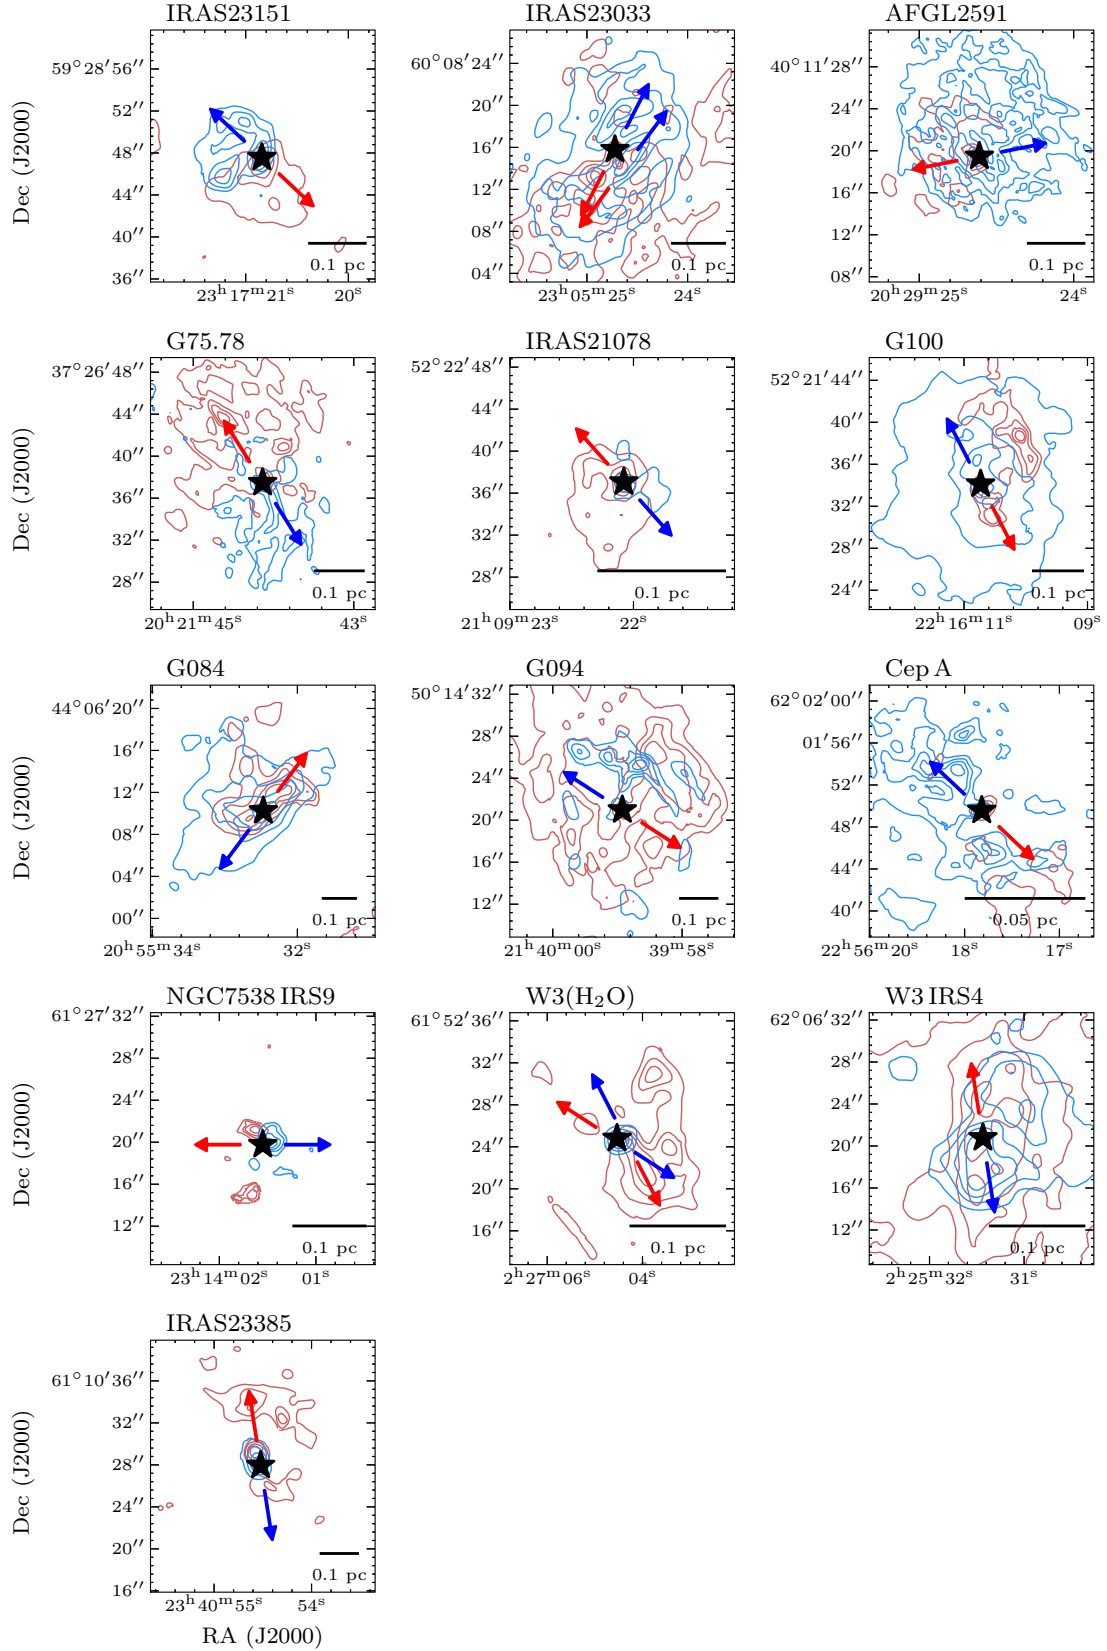 IRAS23151
IRAS23033
AFGL2591
Dec (J2000)
59°28′56″
52″
48″
44″
40″
36″
0.1 pc
23ʰ17ᵐ21ˢ
20ˢ
60°08′24″
20″
16″
12″
08″
04″
0.1 pc
23ʰ05ᵐ25ˢ
24ˢ
40°11′28″
24″
20″
16″
12″
08″
0.1 pc
20ʰ29ᵐ25ˢ
24ˢ
G75.78
IRAS21078
G100
Dec (J2000)
37°26′48″
44″
40″
36″
32″
28″
0.1 pc
20ʰ21ᵐ45ˢ
43ˢ
52°22′48″
44″
40″
36″
32″
28″
0.1 pc
21ʰ09ᵐ23ˢ
22ˢ
52°21′44″
40″
36″
32″
28″
24″
0.1 pc
22ʰ16ᵐ11ˢ
09ˢ
G084
G094
Cep A
Dec (J2000)
44°06′20″
16″
12″
08″
04″
00″
0.1 pc
20ʰ55ᵐ34ˢ
32ˢ
50°14′32″
28″
24″
20″
16″
12″
0.1 pc
21ʰ40ᵐ00ˢ
39ᵐ58ˢ
62°02′00″
01′56″
52″
48″
44″
40″
0.05 pc
22ʰ56ᵐ20ˢ
18ˢ
17ˢ
NGC7538 IRS9
W3(H₂O)
W3 IRS4
Dec (J2000)
61°27′32″
28″
24″
20″
16″
12″
0.1 pc
23ʰ14ᵐ02ˢ
01ˢ
61°52′36″
32″
28″
24″
20″
16″
0.1 pc
2ʰ27ᵐ06ˢ
04ˢ
62°06′32″
28″
24″
20″
16″
12″
0.1 pc
2ʰ25ᵐ32ˢ
31ˢ
IRAS23385
Dec (J2000)
61°10′36″
32″
28″
24″
20″
16″
0.1 pc
23ʰ40ᵐ55ˢ
54ˢ
RA (J2000)